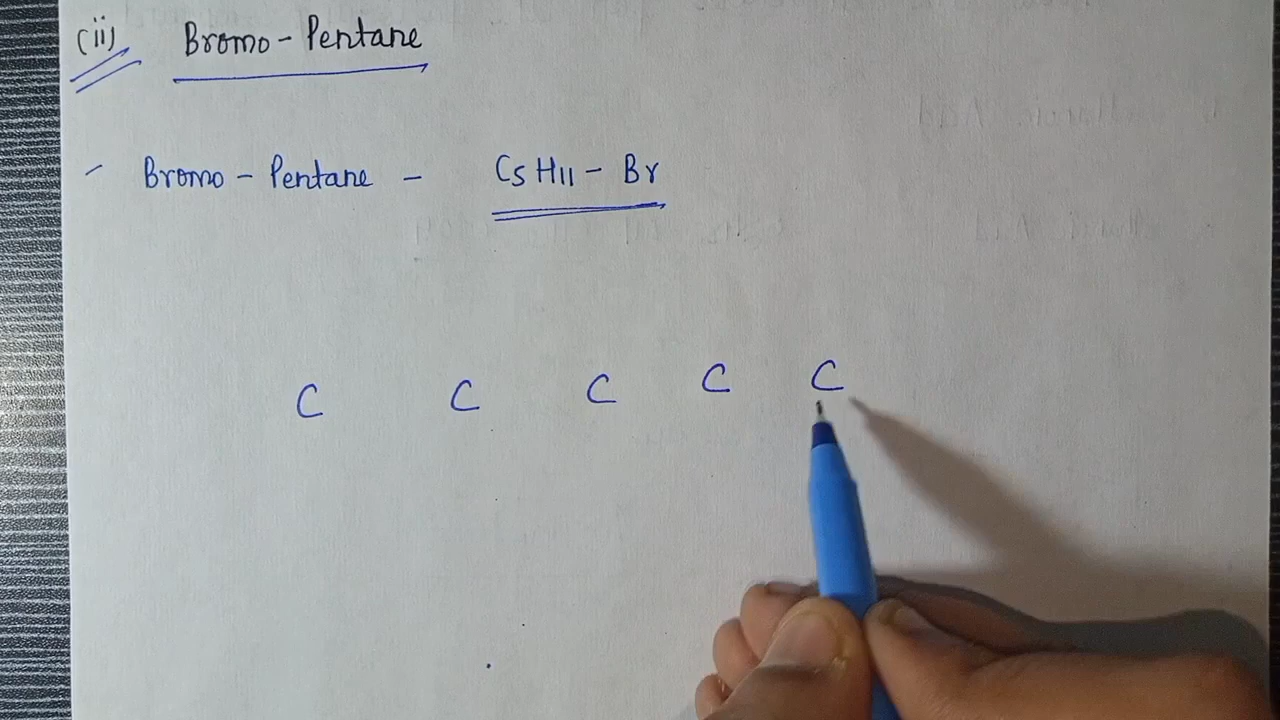 (ii) Bromo - Pentane
- Bromo - Pentane - C5H11 - Br
C C C C C